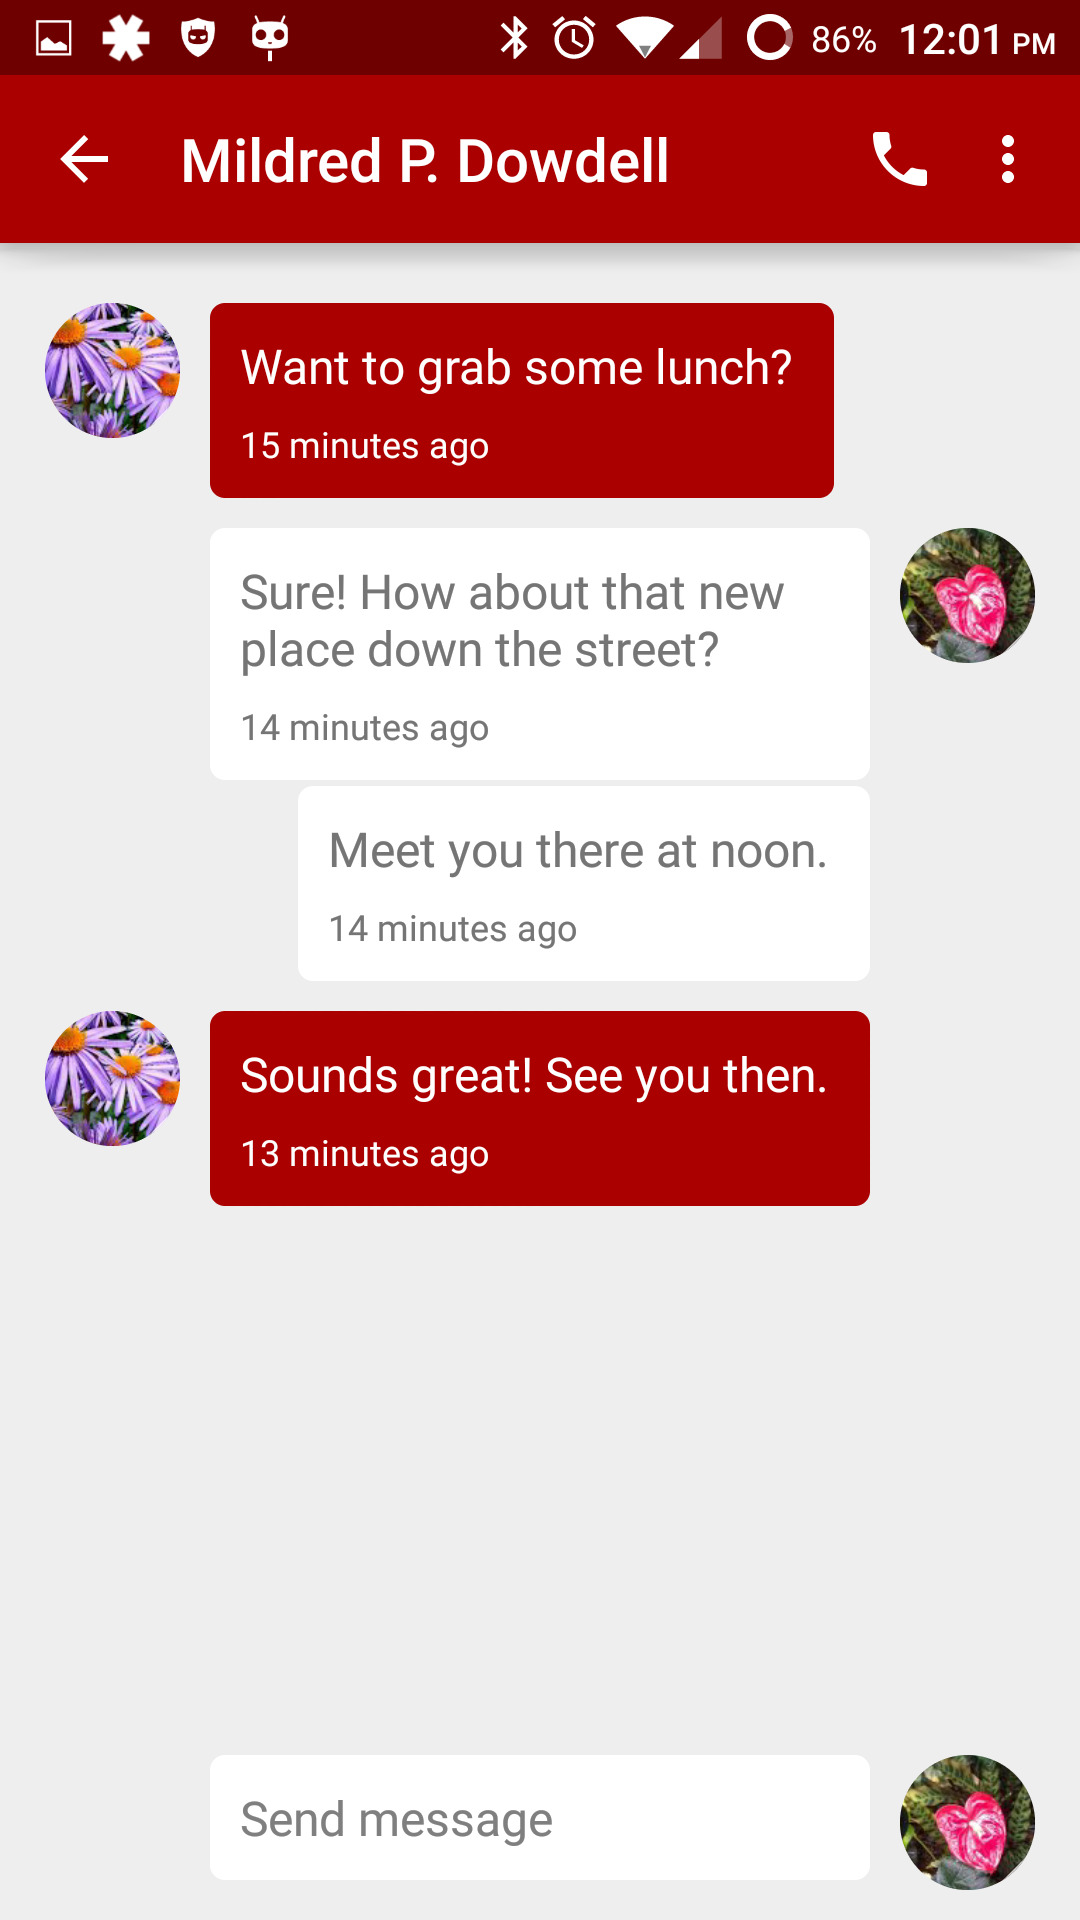 86% 12:01 PM
Mildred P. Dowdell
Want to grab some lunch?
15 minutes ago
Sure! How about that new
place down the street?
14 minutes ago
Meet you there at noon.
14 minutes ago
Sounds great! See you then.
13 minutes ago
Send message